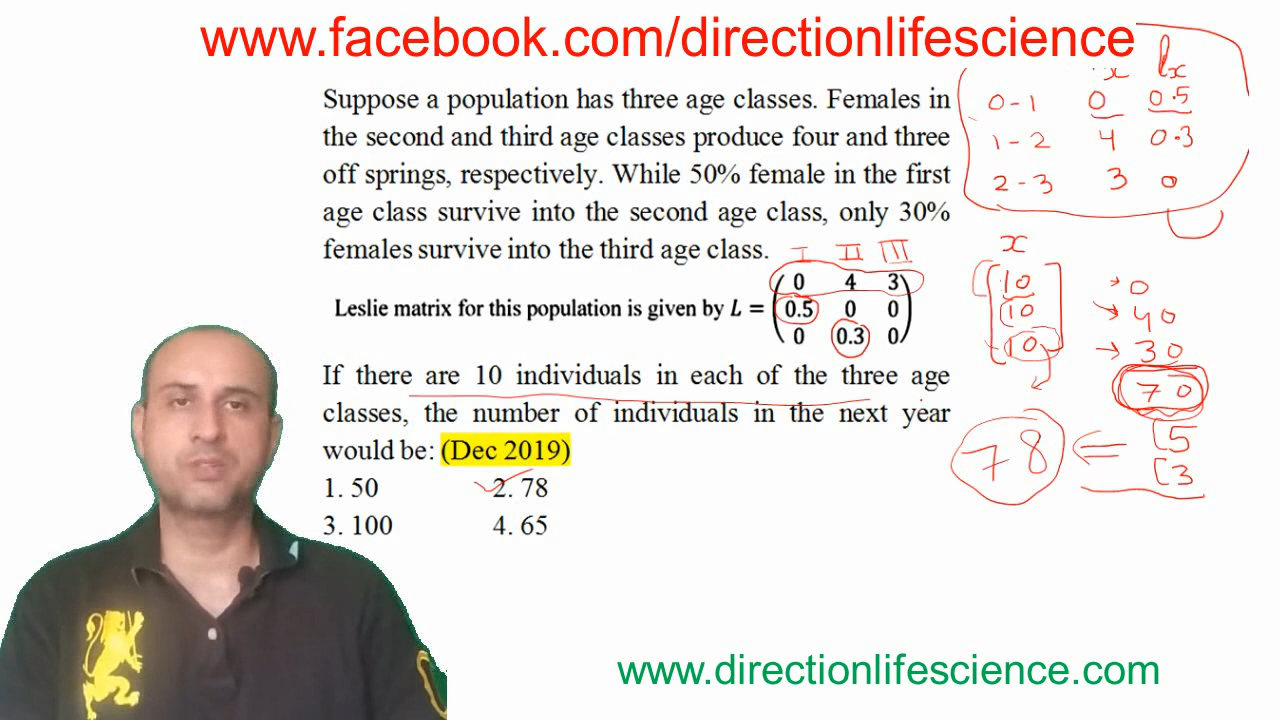 www.facebook.com/directionlifescience
Suppose a population has three age classes. Females in
the second and third age classes produce four and three
off springs, respectively. While 50% female in the first
age class survive into the second age class, only 30%
females survive into the third age class.
I II III
Leslie matrix for this population is given by L =
0 4 3
0.5 0 0
0 0.3 0
If there are 10 individuals in each of the three age
classes, the number of individuals in the next year
would be: (Dec 2019)
1. 50 2. 78
3. 100 4. 65
x lx
0-1 0 0.5
1-2 4 0.3
2-3 3 0
x
10 → 0
10 → 40
10 → 30
70
78 ⇐ 5
3
www.directionlifescience.com